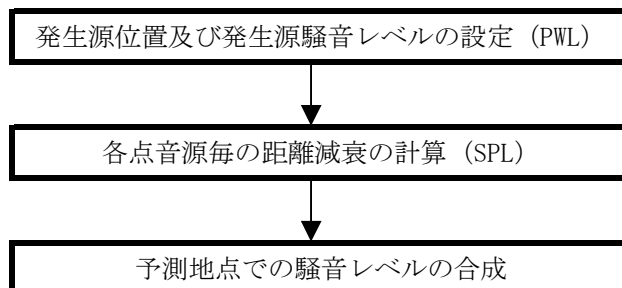 発生源位置及び発生源騒音レベルの設定（PWL）
各点音源毎の距離減衰の計算（SPL）
予測地点での騒音レベルの合成